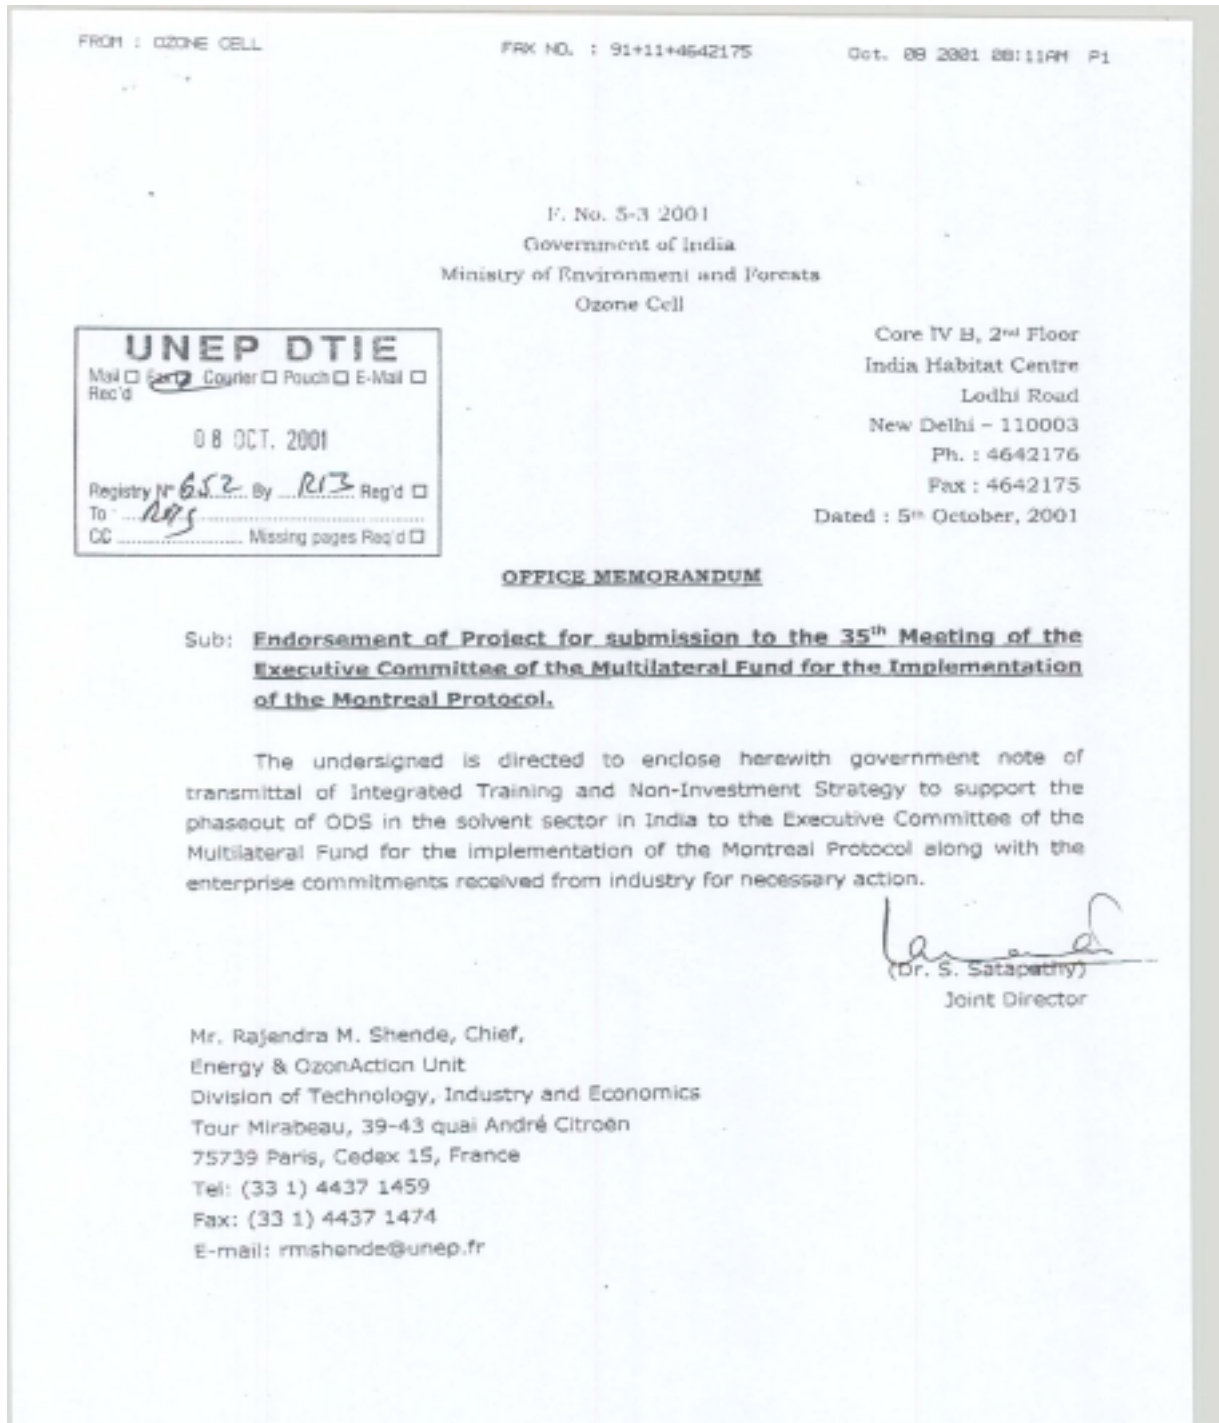 FROM : OZONE CELL FAX NO. : 91+11+4642175 Oct. 08 2001 08:11AM P1
F. No. 5-3 2001
Government of India
Ministry of Environment and Forests
Ozone Cell
Core IV B, 2nd Floor
India Habitat Centre
Lodhi Road
New Delhi – 110003
Ph. : 4642176
Fax : 4642175
Dated : 5th October, 2001
UNEP DTIE
Mail ☐ Fax ☐ Courier ☐ Pouch ☐ E-Mail ☐
Rec'd
08 OCT. 2001
Registry N° 652 By Reg'd ☐
To
CC Missing pages Req'd ☐
OFFICE MEMORANDUM
Sub: Endorsement of Project for submission to the 35th Meeting of the
Executive Committee of the Multilateral Fund for the Implementation
of the Montreal Protocol.
The undersigned is directed to enclose herewith government note of
transmittal of Integrated Training and Non-Investment Strategy to support the
phaseout of ODS in the solvent sector in India to the Executive Committee of the
Multilateral Fund for the implementation of the Montreal Protocol along with the
enterprise commitments received from industry for necessary action.
(Dr. S. Satapathy)
Joint Director
Mr. Rajendra M. Shende, Chief,
Energy & OzonAction Unit
Division of Technology, Industry and Economics
Tour Mirabeau, 39-43 quai André Citroën
75739 Paris, Cedex 15, France
Tel: (33 1) 4437 1459
Fax: (33 1) 4437 1474
E-mail: rmshende@unep.fr